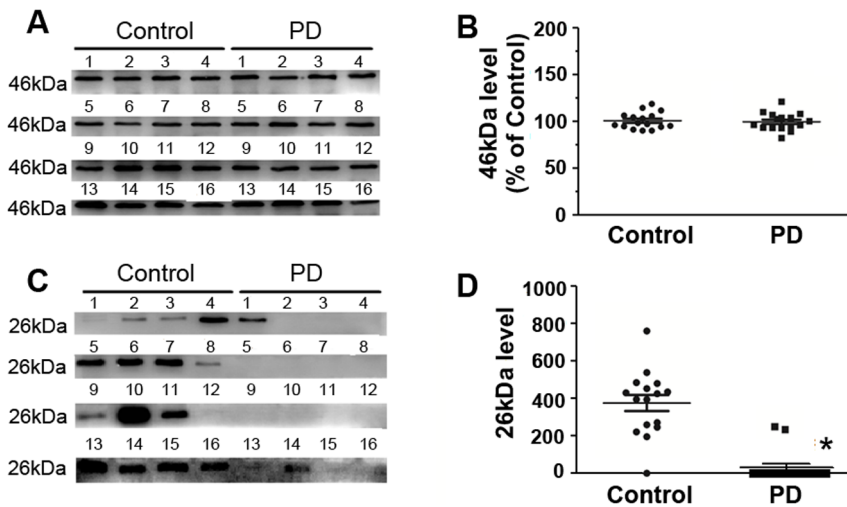 A
Control PD
1 2 3 4 1 2 3 4
46kDa
5 6 7 8 5 6 7 8
46kDa
9 10 11 12 9 10 11 12
46kDa
13 14 15 16 13 14 15 16
46kDa
B
46kDa level
(% of Control)
200
150
100
50
0
Control PD
C
Control PD
1 2 3 4 1 2 3 4
26kDa
5 6 7 8 5 6 7 8
26kDa
9 10 11 12 9 10 11 12
26kDa
13 14 15 16 13 14 15 16
26kDa
D
26kDa level
1000
800
600
400
200
0
*
Control PD